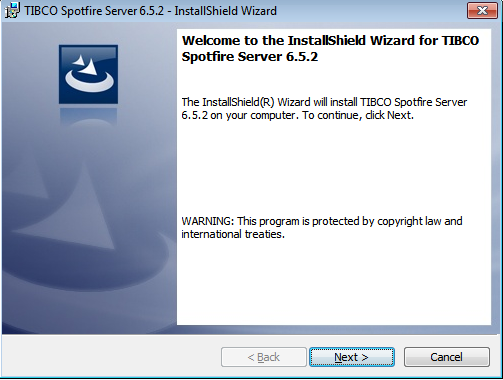 TIBCO Spotfire Server 6.5.2 - InstallShield Wizard
Welcome to the InstallShield Wizard for TIBCO
Spotfire Server 6.5.2
The InstallShield(R) Wizard will install TIBCO Spotfire Server
6.5.2 on your computer. To continue, click Next.
WARNING: This program is protected by copyright law and
international treaties.
< Back
Next >
Cancel